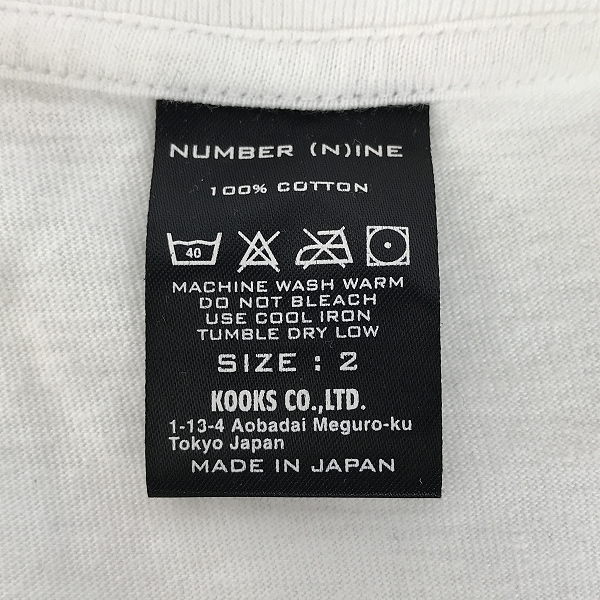 NUMBER (N)INE
100% COTTON
40
MACHINE WASH WARM
DO NOT BLEACH
USE COOL IRON
TUMBLE DRY LOW
SIZE : 2
KOOKS CO.,LTD.
1-13-4 Aobadai Meguro-ku
Tokyo Japan
MADE IN JAPAN